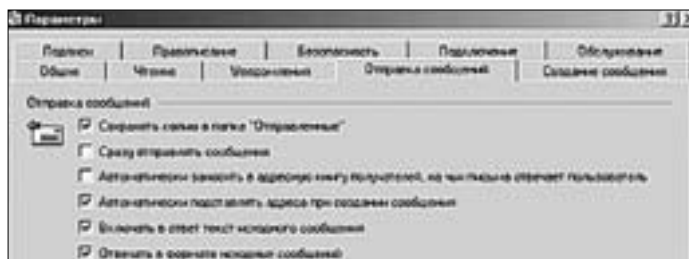 Параметры
Подписи Правописание Безопасность Подключение Обслуживание
Общие Чтение Уведомления Отправка сообщений Создание сообщения
Отправка сообщений
Сохранять копию в папке "Отправленные"
Сразу отправлять сообщения
Автоматически заносить в адресную книгу получателей, на чьи письма отвечает пользователь
Автоматически подставлять адреса при создании сообщения
Включать в ответ текст исходного сообщения
Отвечать в формате исходных сообщений